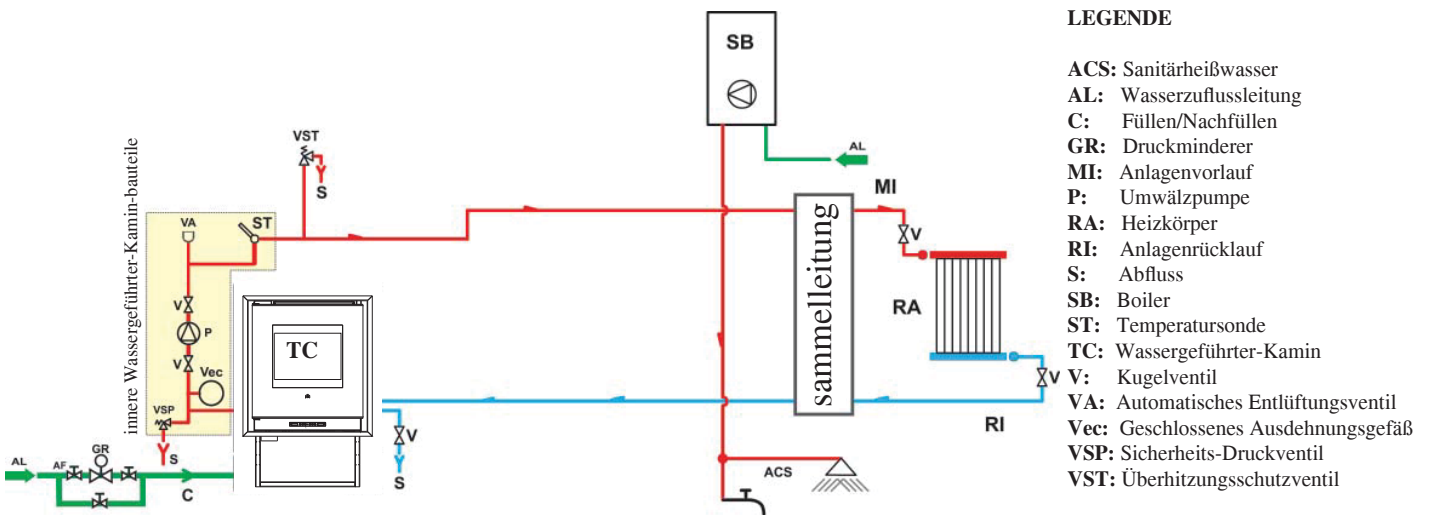 SB
VST
S
AL
MI
VA
ST
V
innere Wassergeführter-Kamin-bauteile
V
P
V
Vec
VSP
S
TC
sammelleitung
RA
V
RI
V
S
AL
AF
GR
C
ACS
LEGENDE
ACS: Sanitärheißwasser
AL: Wasserzuflussleitung
C: Füllen/Nachfüllen
GR: Druckminderer
MI: Anlagenvorlauf
P: Umwälzpumpe
RA: Heizkörper
RI: Anlagenrücklauf
S: Abfluss
SB: Boiler
ST: Temperatursonde
TC: Wassergeführter-Kamin
V: Kugelventil
VA: Automatisches Entlüftungsventil
Vec: Geschlossenes Ausdehnungsgefäß
VSP: Sicherheits-Druckventil
VST: Überhitzungsschutzventil